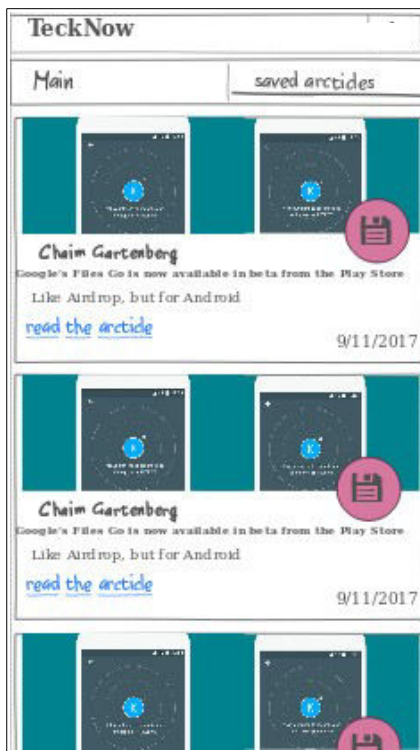 TeckNow
Main
saved arctides
Chaim Gartenberg
Google's Files Go is now available in beta from the Play Store
Like Airdrop, but for Android
read the arctide
9/11/2017
Chaim Gartenberg
Google's Files Go is now available in beta from the Play Store
Like Airdrop, but for Android
read the arctide
9/11/2017